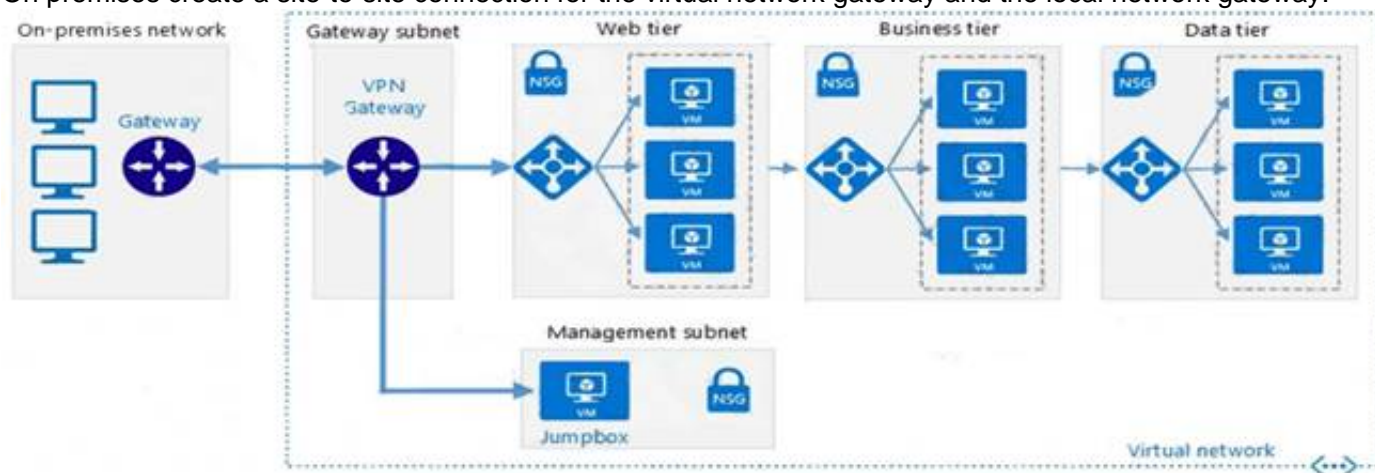 On premises create a site-to-site connection for the virtual network gateway and the local network gateway.
On-premises network
Gateway subnet
Web tier
Business tier
Data tier
NSG
NSG
NSG
VPN
Gateway
Gateway
VM
VM
VM
VM
VM
VM
VM
VM
VM
Management subnet
VM
NSG
Jumpbox
Virtual network